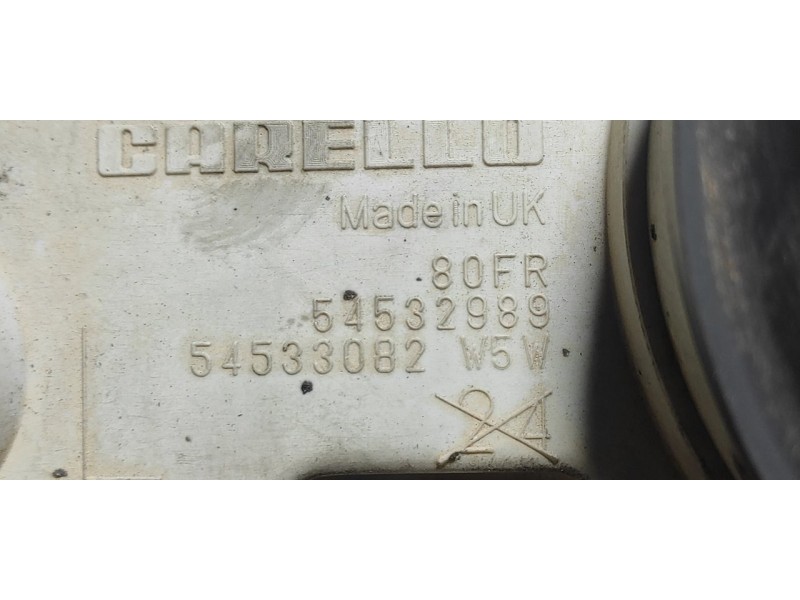 CARELLO
Made in UK
80FR
54532989
54533082 W5W
24